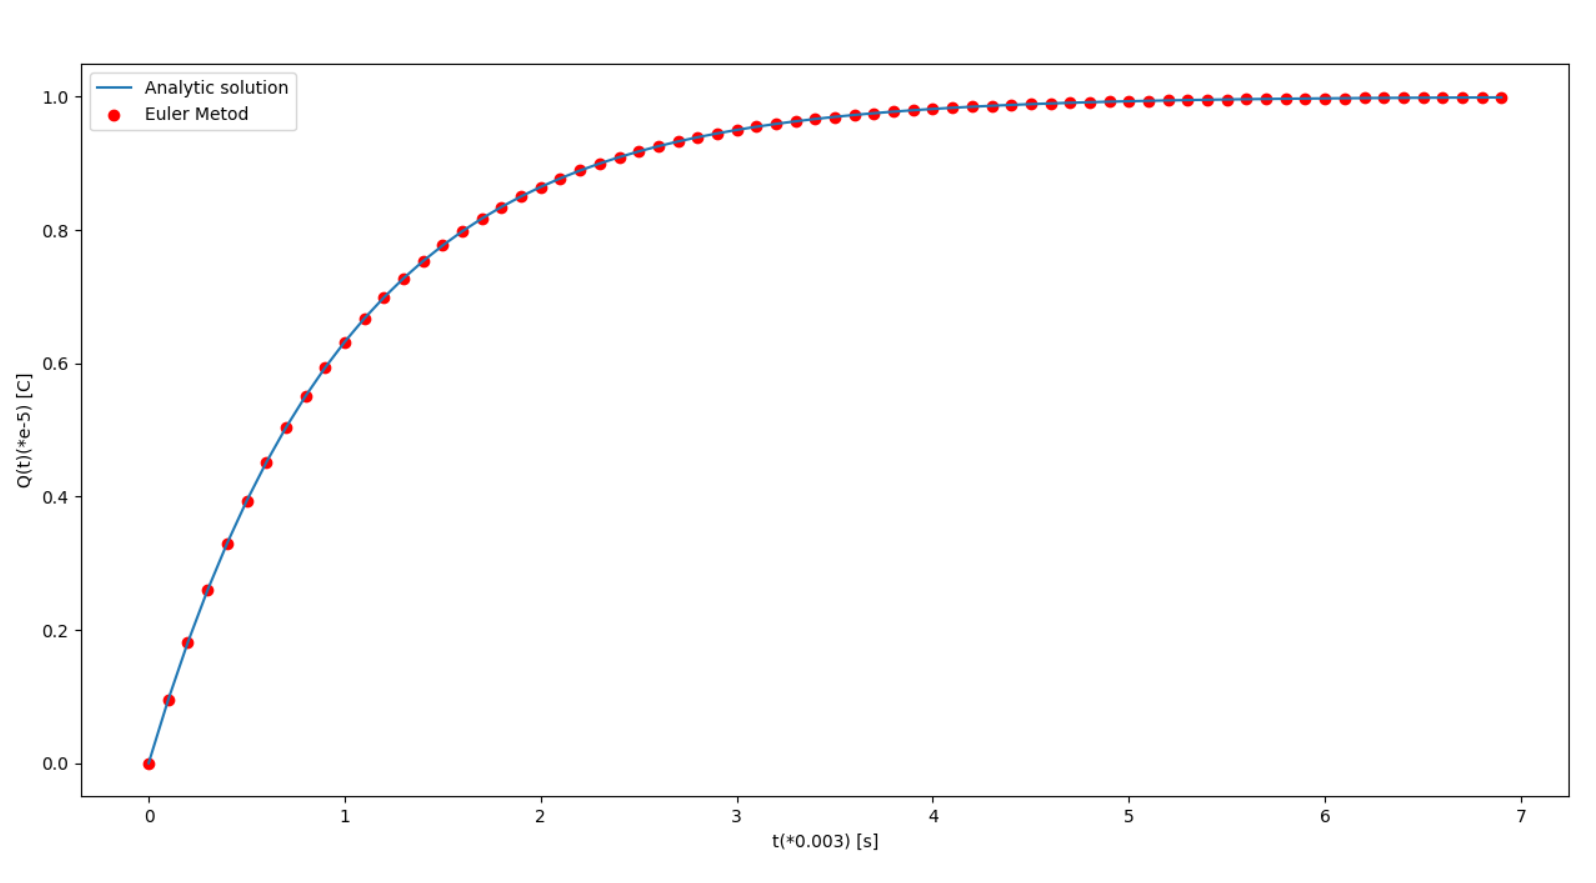 Analytic solution
Euler Metod
1.0
0.8
0.6
0.4
0.2
0.0
Q(t)(*e-5) [C]
0 1 2 3 4 5 6 7
t(*0.003) [s]